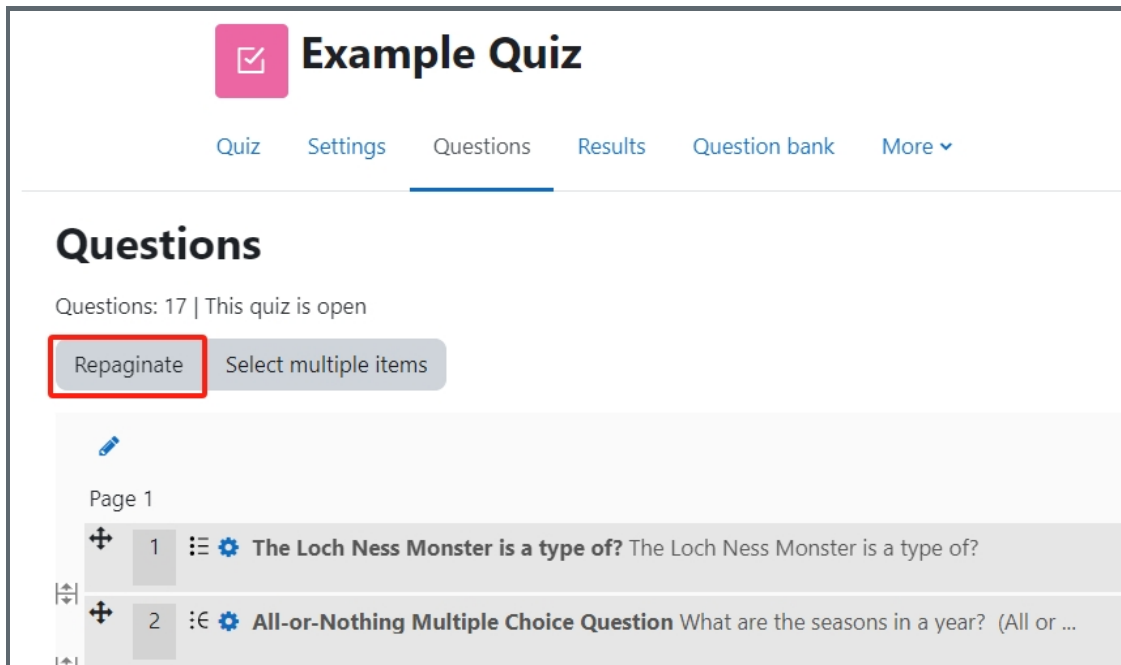 Example Quiz
Quiz Settings Questions Results Question bank More
Questions
Questions: 17 | This quiz is open
Repaginate Select multiple items
Page 1
1 The Loch Ness Monster is a type of? The Loch Ness Monster is a type of?
2 All-or-Nothing Multiple Choice Question What are the seasons in a year? (All or ...